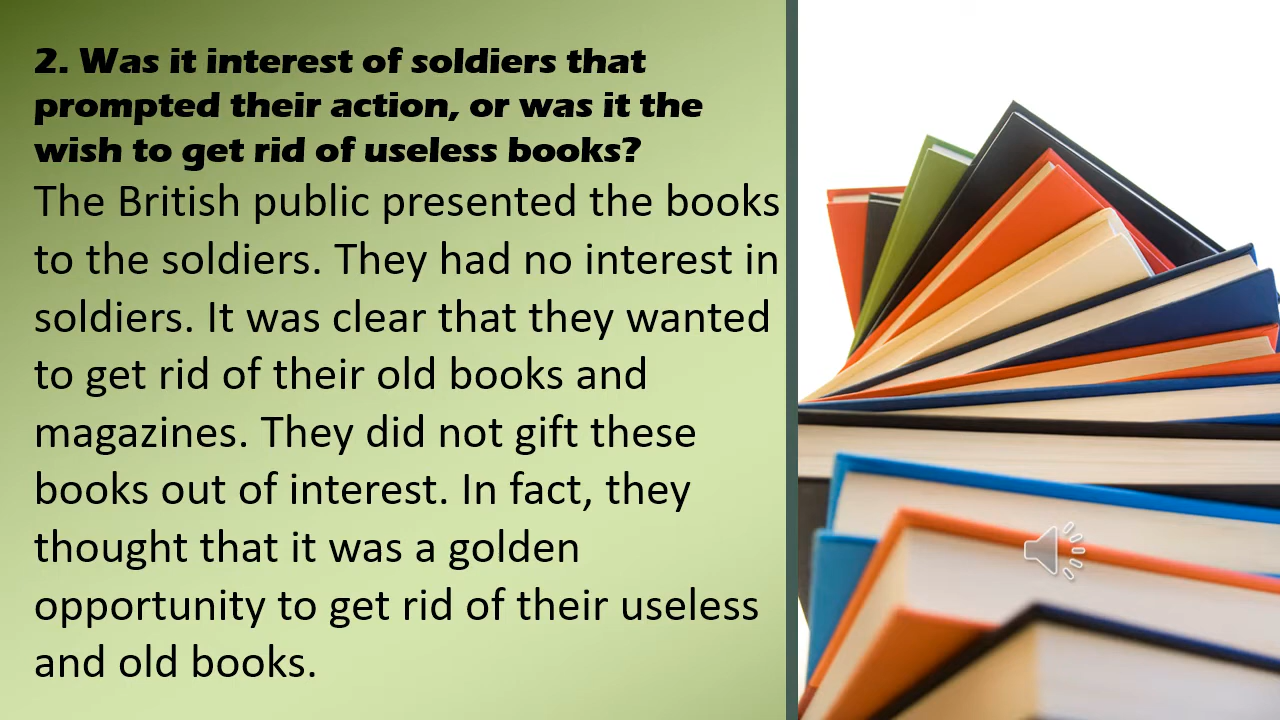 2. Was it interest of soldiers that
prompted their action, or was it the
wish to get rid of useless books?
The British public presented the books
to the soldiers. They had no interest in
soldiers. It was clear that they wanted
to get rid of their old books and
magazines. They did not gift these
books out of interest. In fact, they
thought that it was a golden
opportunity to get rid of their useless
and old books.